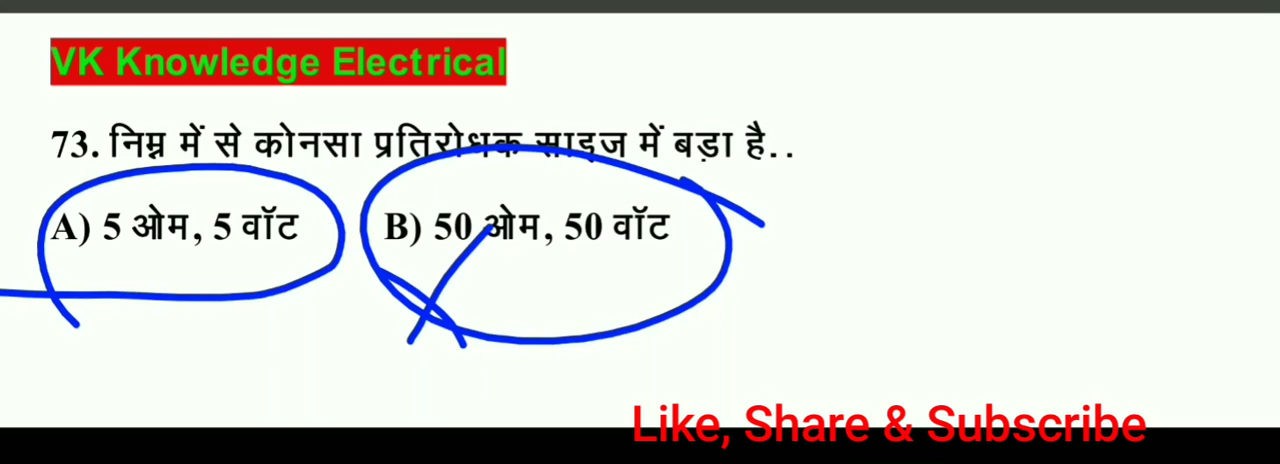 VK Knowledge Electrical
73. निम्न में से कोनसा प्रतिरोधक साइज में बड़ा है..
A) 5 ओम, 5 वॉट B) 50 ओम, 50 वॉट
Like, Share & Subscribe